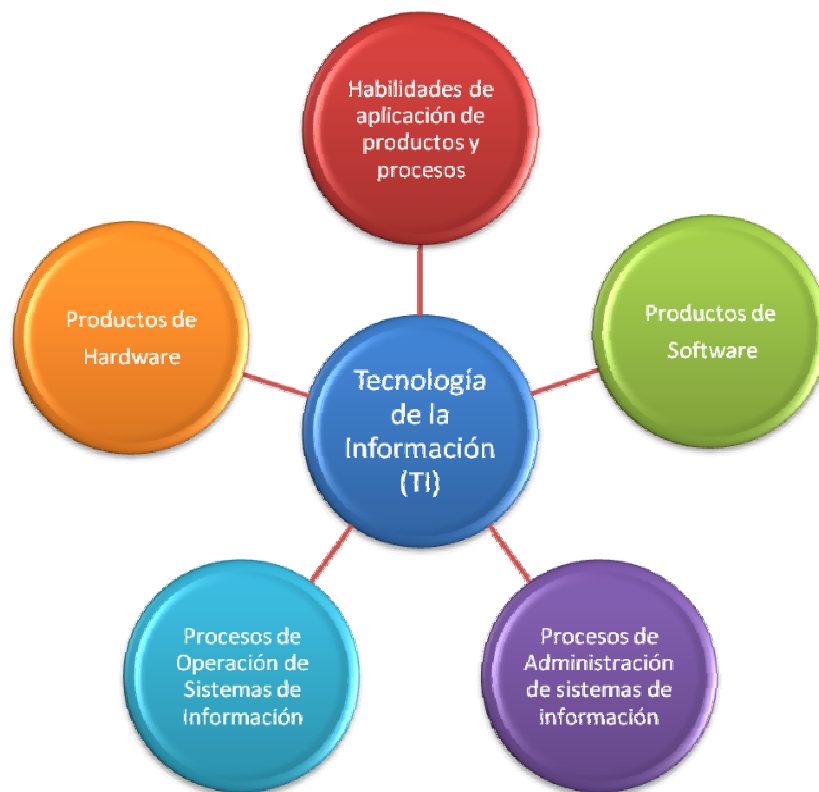 Habilidades de
aplicación de
productos y
procesos
Productos de
Hardware
Productos de
Software
Tecnología
de la
Información
(TI)
Procesos de
Operación de
Sistemas de
Información
Procesos de
Administración
de sistemas de
información